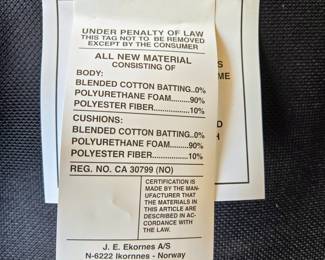 UNDER PENALTY OF LAW
THIS TAG NOT TO BE REMOVED
EXCEPT BY THE CONSUMER
ALL NEW MATERIAL
CONSISTING OF
BODY:
BLENDED COTTON BATTING..0%
POLYURETHANE FOAM.........90%
POLYESTER FIBER................10%
CUSHIONS:
BLENDED COTTON BATTING..0%
POLYURETHANE FOAM.........90%
POLYESTER FIBER................10%
REG. NO. CA 30799 (NO)
CERTIFICATION IS
MADE BY THE MAN-
UFACTURER THAT
THE MATERIALS IN
THIS ARTICLE ARE
DESCRIBED IN AC-
CORDANCE WITH
THE LAW.
J. E. Ekornes A/S
N-6222 Ikornnes - Norway